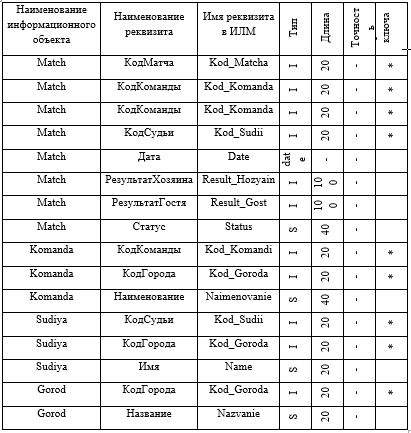 Наименование информационного объекта | Наименование реквизита | Имя реквизита в ИЛМ | Тип | Длина | Точность | ключа
Match | КодМатча | Kod_Matcha | I | 20 | - | *
Match | КодКоманды | Kod_Komanda | I | 20 | - | *
Match | КодКоманды | Kod_Komanda | I | 20 | - | *
Match | КодСудьи | Kod_Sudii | I | 20 | - | *
Match | Дата | Date | date | - | - |
Match | РезультатХозяина | Result_Hozyain | I | 100 | - |
Match | РезультатГостя | Result_Gost | I | 100 | - |
Match | Статус | Status | S | 40 | - |
Komanda | КодКоманды | Kod_Komandi | I | 20 | - | *
Komanda | КодГорода | Kod_Goroda | I | 20 | - | *
Komanda | Наименование | Naimenovanie | S | 40 | - |
Sudiya | КодСудьи | Kod_Sudii | I | 20 | - | *
Sudiya | КодГорода | Kod_Goroda | I | 20 | - | *
Sudiya | Имя | Name | S | 20 | - |
Gorod | КодГорода | Kod_Goroda | I | 20 | - | *
Gorod | Название | Nazvanie | S | 20 | - |